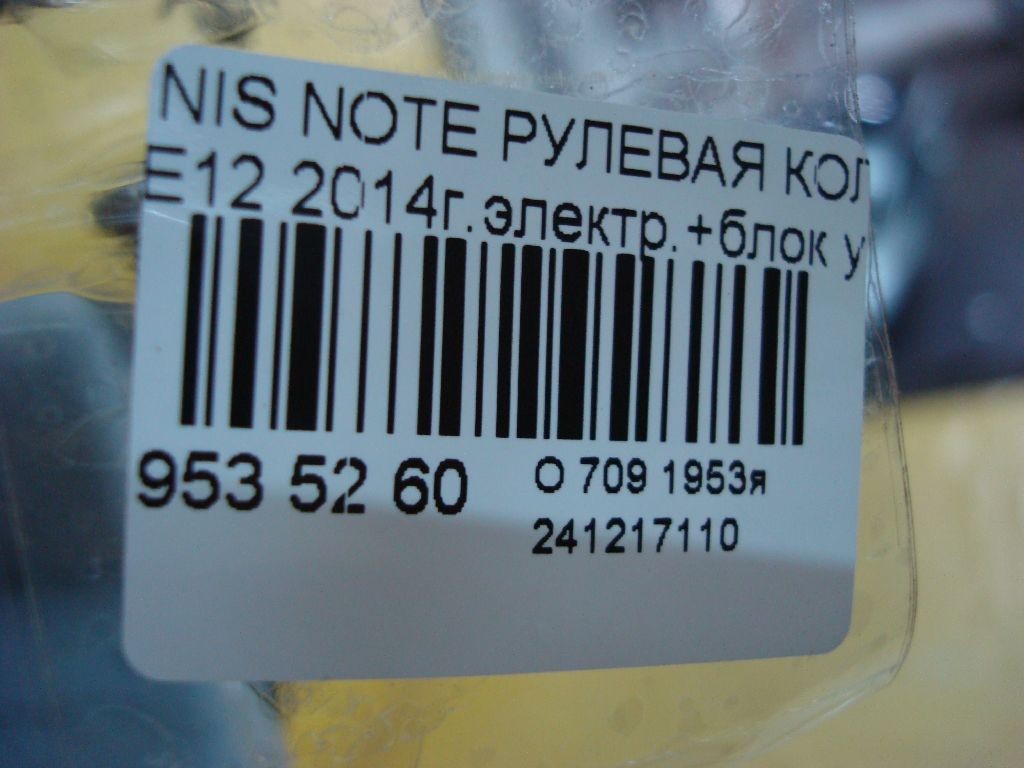 NIS NOTE РУЛЕВАЯ КОЛ
E12 2014г.электр.+блок у
953 52 60
О 709 1953я
241217110